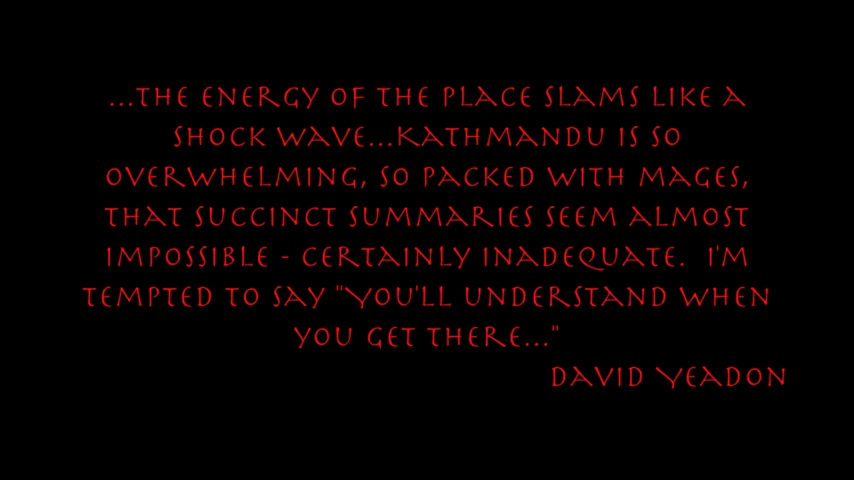 ...THE ENERGY OF THE PLACE SLAMS LIKE A
SHOCK WAVE...KATHMANDU IS SO
OVERWHELMING, SO PACKED WITH MAGES,
THAT SUCCINCT SUMMARIES SEEM ALMOST
IMPOSSIBLE - CERTAINLY INADEQUATE.  I'M
TEMPTED TO SAY "YOU'LL UNDERSTAND WHEN
YOU GET THERE..."
DAVID YEADON